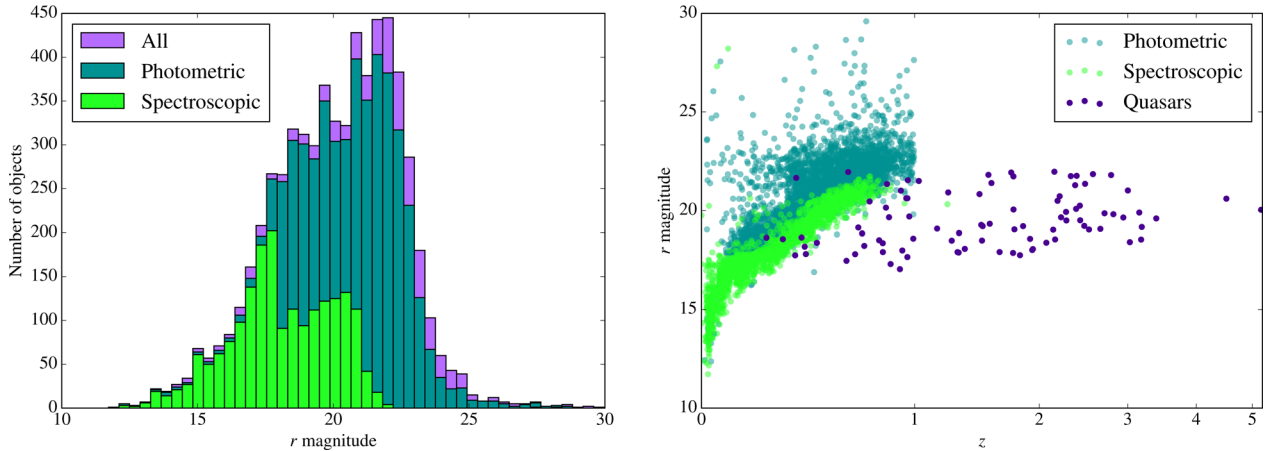 450
400
350
300
250
200
150
100
50
0
Number of objects
All
Photometric
Spectroscopic
10
15
20
25
30
r magnitude
30
25
20
15
10
r magnitude
Photometric
Spectroscopic
Quasars
0
1
2
3
4
5
z